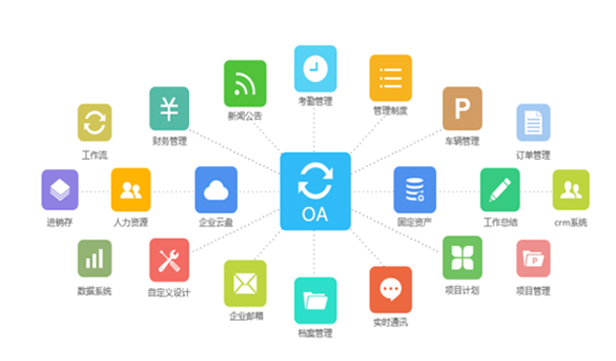 考勤管理
新闻公告
管理制度
财务管理
P
车辆管理
工作流
订单管理
OA
进销存
人力资源
企业云盘
固定资产
工作总结
crm系统
数据系统
自定义设计
企业邮箱
档案管理
实时通讯
项目计划
P
项目管理